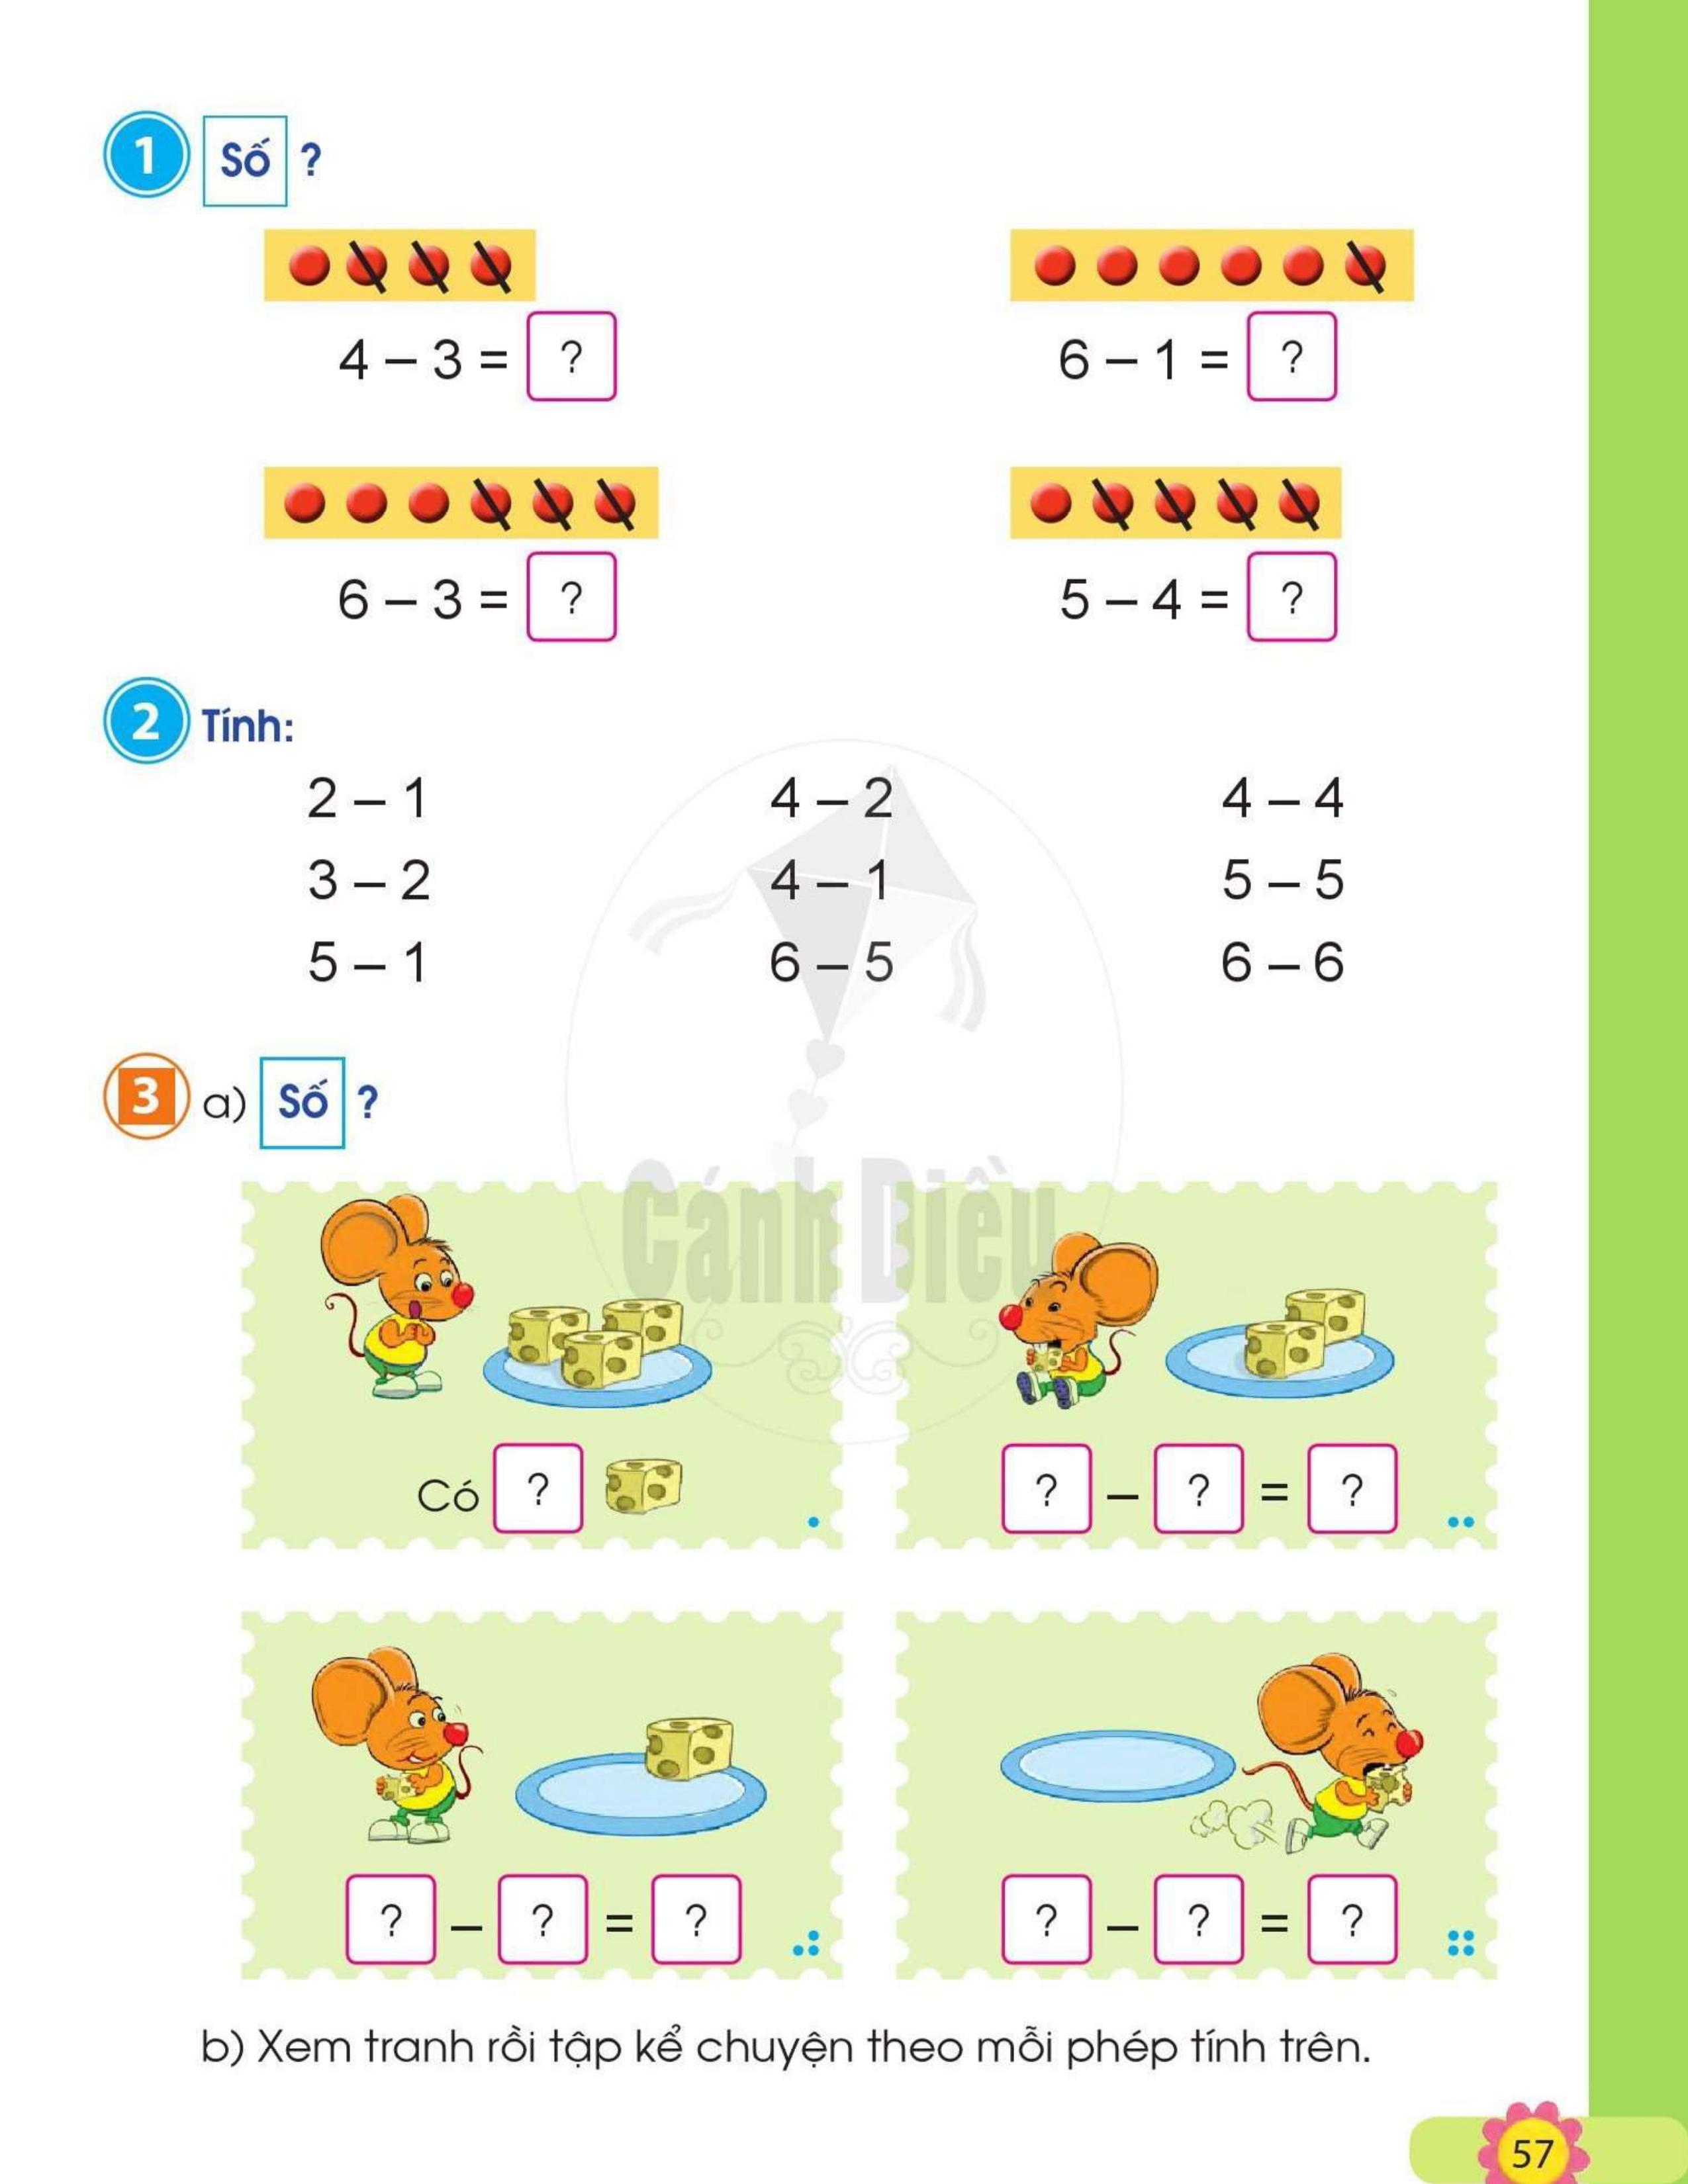 1 Số ?
4 – 3 = ? 6 – 1 = ?
6 – 3 = ? 5 – 4 = ?
2 Tính:
2 – 1 4 – 2 4 – 4
3 – 2 4 – 1 5 – 5
5 – 1 6 – 5 6 – 6
3 a) Số ?
Cánh Diều
Có ? ? – ? = ?
? – ? = ? ? – ? = ?
b) Xem tranh rồi tập kể chuyện theo mỗi phép tính trên.
57